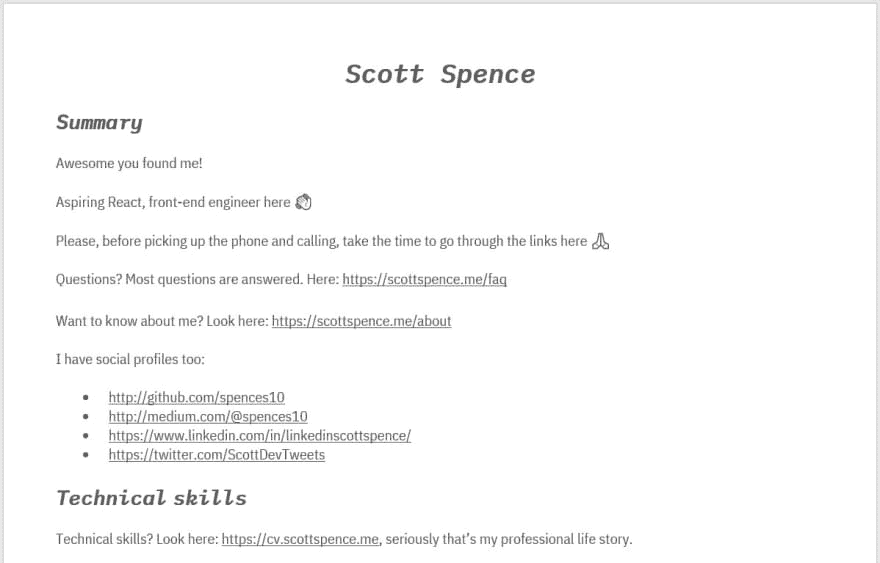 Scott Spence
Summary
Awesome you found me!
Aspiring React, front-end engineer here 👏
Please, before picking up the phone and calling, take the time to go through the links here 🙏
Questions? Most questions are answered. Here: https://scottspence.me/faq
Want to know about me? Look here: https://scottspence.me/about
I have social profiles too:
• http://github.com/spences10
• http://medium.com/@spences10
• https://www.linkedin.com/in/linkedinscottspence/
• https://twitter.com/ScottDevTweets
Technical skills
Technical skills? Look here: https://cv.scottspence.me, seriously that's my professional life story.